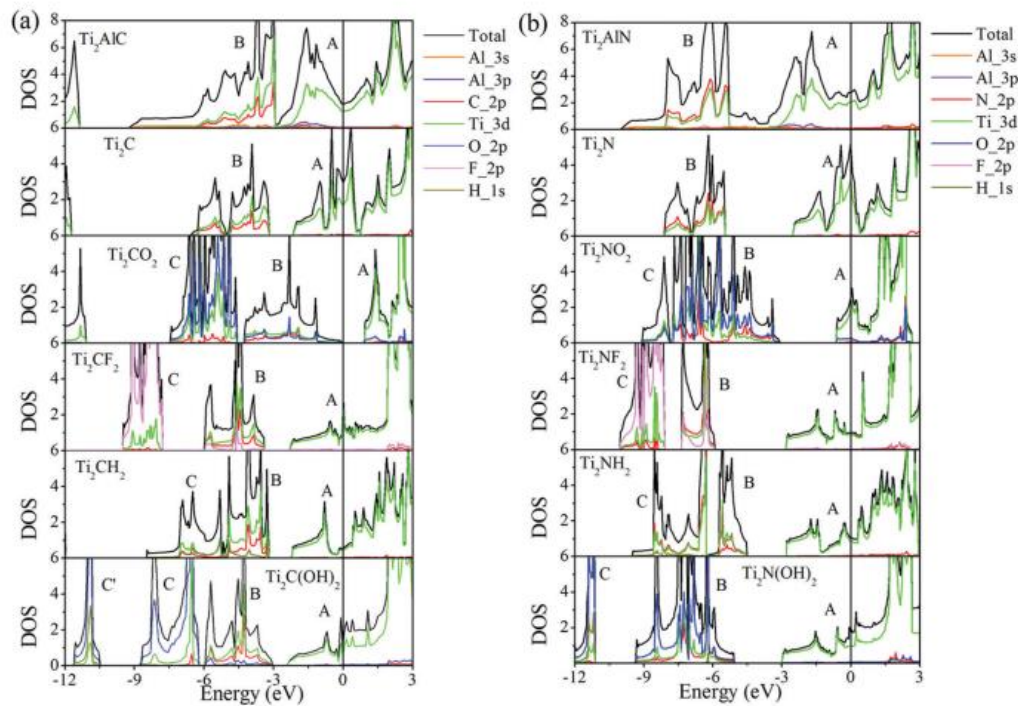 (a)
8
6
4
2
Ti₂AlC
B
A
DOS
Total
Al_3s
Al_3p
C_2p
Ti_3d
O_2p
F_2p
H_1s
Ti₂C
B
A
4
2
6
DOS
Ti₂CO₂
C
B
A
4
2
6
DOS
Ti₂CF₂
C
B
A
4
2
6
DOS
Ti₂CH₂
C
B
A
4
2
6
DOS
Ti₂C(OH)₂
C'
C
B
A
4
2
0
DOS
-12 -9 -6 -3 0 3
Energy (eV)
(b)
8
6
4
2
Ti₂AlN
B
A
DOS
Total
Al_3s
Al_3p
N_2p
Ti_3d
O_2p
F_2p
H_1s
Ti₂N
B
A
4
2
6
DOS
Ti₂NO₂
C
B
A
4
2
6
DOS
Ti₂NF₂
C
B
A
4
2
6
DOS
Ti₂NH₂
C
B
A
4
2
6
DOS
Ti₂N(OH)₂
A
4
2
DOS
-12 -9 -6 -3 0 3
Energy (eV)